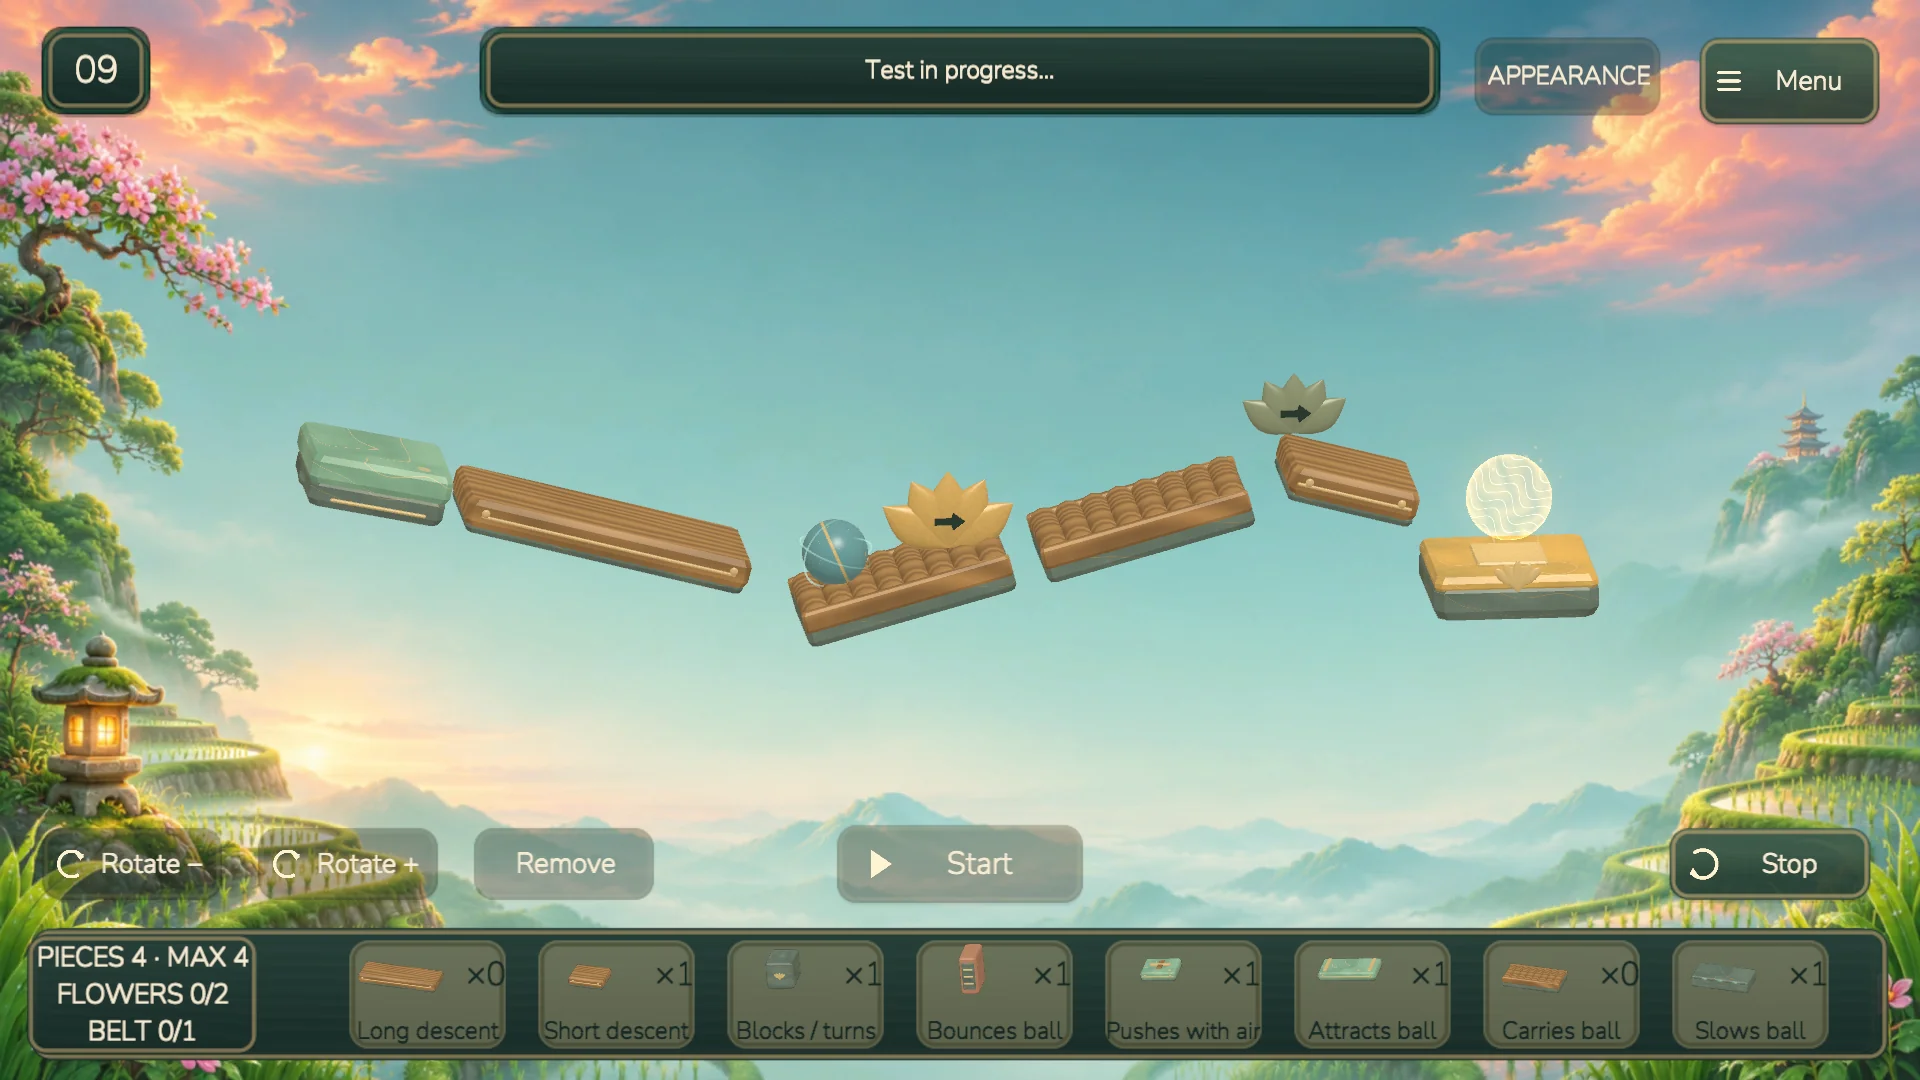 09
Test in progress...
APPEARANCE
Menu
Rotate –
Rotate +
Remove
Start
Stop
PIECES 4 · MAX 4
FLOWERS 0/2
BELT 0/1
×0
Long descent
×1
Short descent
×1
Blocks / turns
×1
Bounces ball
×1
Pushes with air
×1
Attracts ball
×0
Carries ball
×1
Slows ball